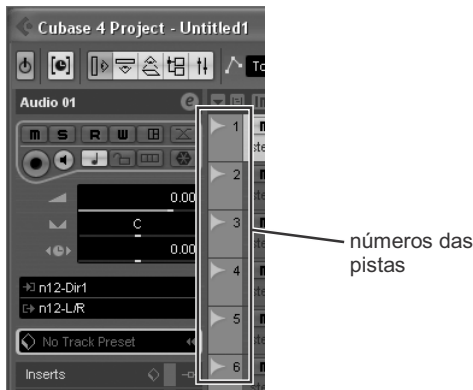 Cubase 4 Project - Untitled1
Audio 01
e
m S R W
0.00
C
0.00
n12-Dir1
n12-L/R
No Track Preset
Inserts
1
2
3
4
5
6
números das
pistas